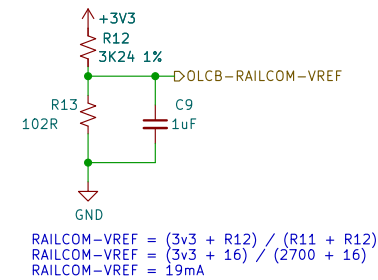 +3V3
R12
3K24 1%
OLCB-RAILCOM-VREF
R13
102R
C9
1uF
GND
RAILCOM-VREF = (3v3 + R12) / (R11 + R12)
RAILCOM-VREF = (3v3 + 16) / (2700 + 16)
RAILCOM-VREF = 19mA